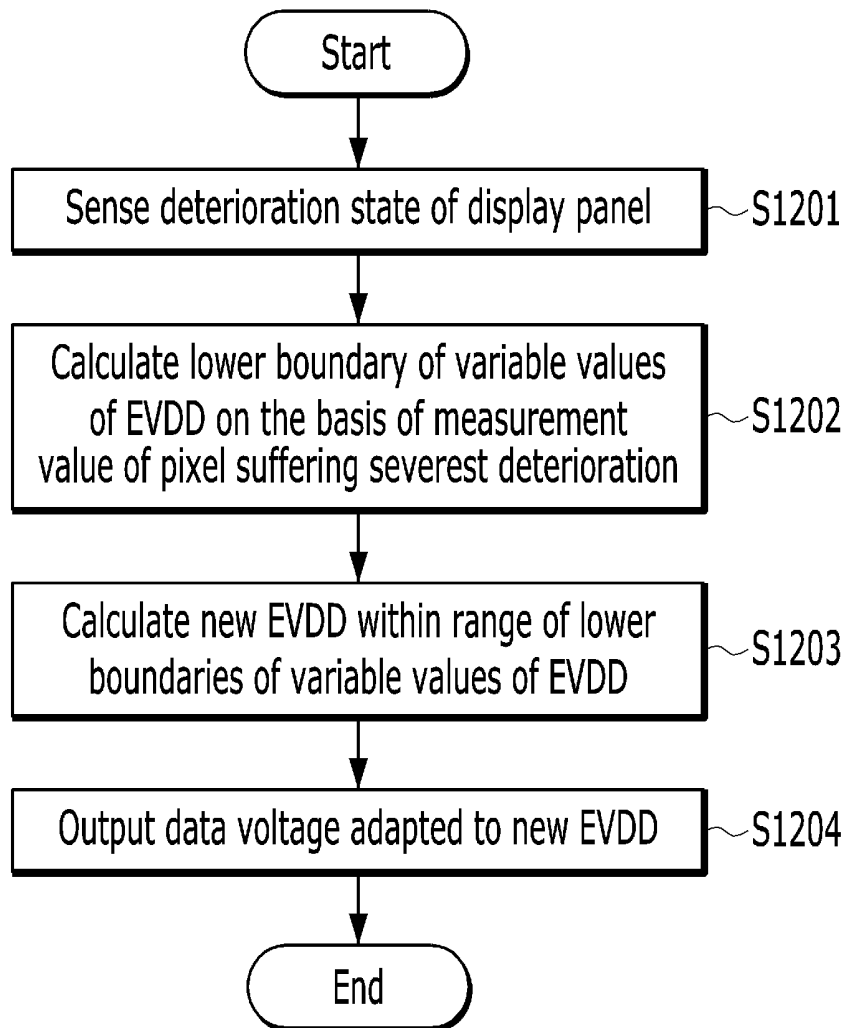 Start
Sense deterioration state of display panel
S1201
Calculate lower boundary of variable values
of EVDD on the basis of measurement
value of pixel suffering severest deterioration
S1202
Calculate new EVDD within range of lower
boundaries of variable values of EVDD
S1203
Output data voltage adapted to new EVDD
S1204
End